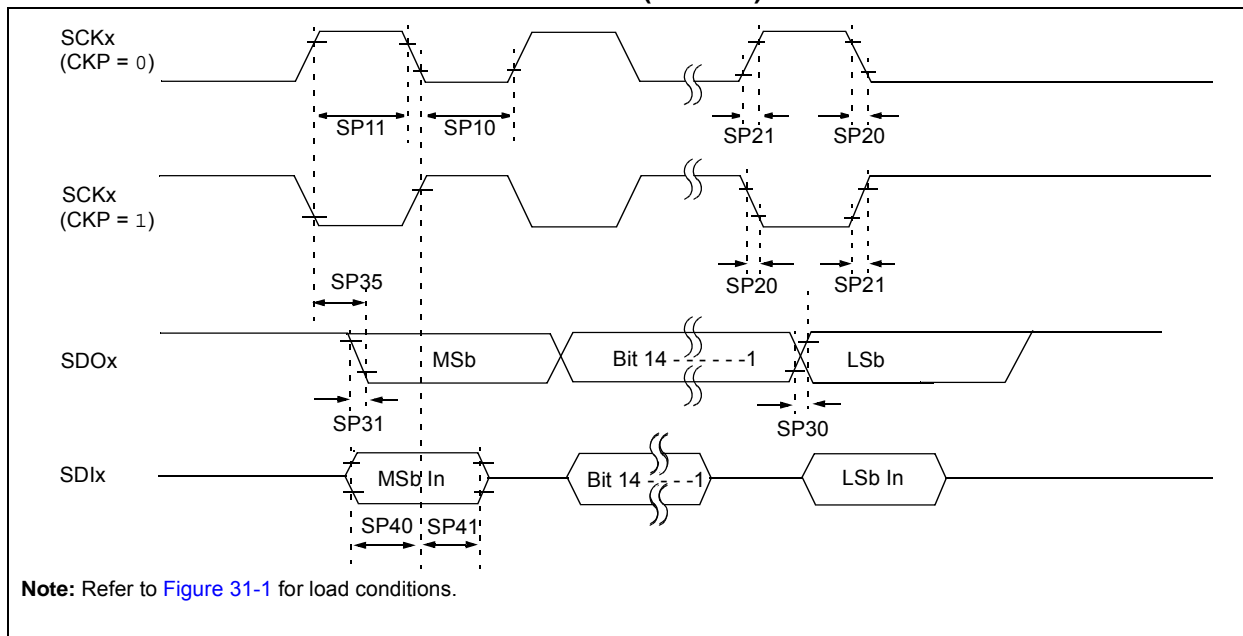 SCKx
(CKP = 0)
SP11
SP10
SP21
SP20
SCKx
(CKP = 1)
SP35
SP20
SP21
SDOx
MSb
Bit 14 - - - - - -1
LSb
SP31
SP30
SDIx
MSb In
Bit 14 - - - - -1
LSb In
SP40
SP41
Note: Refer to Figure 31-1 for load conditions.